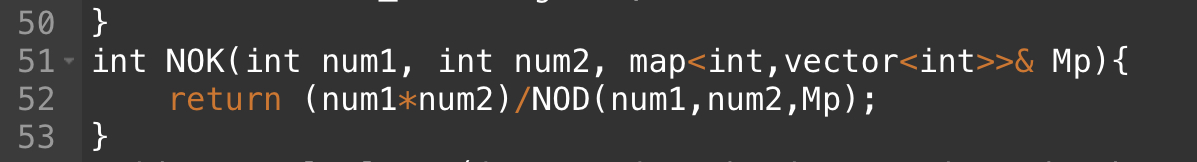 50 }
51 int NOK(int num1, int num2, map<int,vector<int>>& Mp){
52     return (num1*num2)/NOD(num1,num2,Mp);
53 }